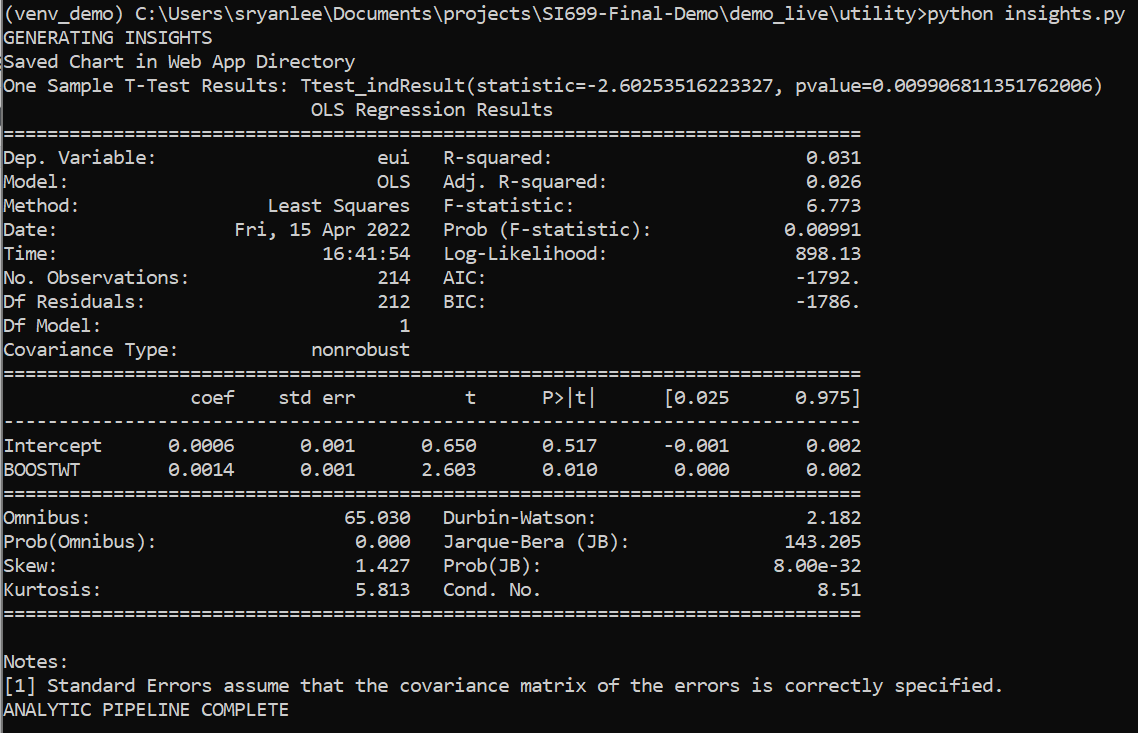 (venv_demo) C:\Users\sryanlee\Documents\projects\SI699-Final-Demo\demo_live\utility>python insights.py
GENERATING INSIGHTS
Saved Chart in Web App Directory
One Sample T-Test Results: Ttest_indResult(statistic=-2.60253516223327, pvalue=0.009906811351762006)
                            OLS Regression Results
==============================================================================
Dep. Variable:                    eui   R-squared:                       0.031
Model:                            OLS   Adj. R-squared:                  0.026
Method:                 Least Squares   F-statistic:                     6.773
Date:                Fri, 15 Apr 2022   Prob (F-statistic):            0.00991
Time:                        16:41:54   Log-Likelihood:                 898.13
No. Observations:                 214   AIC:                            -1792.
Df Residuals:                     212   BIC:                            -1786.
Df Model:                           1
Covariance Type:            nonrobust
==============================================================================
                 coef    std err          t      P>|t|      [0.025      0.975]
------------------------------------------------------------------------------
Intercept      0.0006      0.001      0.650      0.517      -0.001       0.002
BOOSTWT        0.0014      0.001      2.603      0.010       0.000       0.002
==============================================================================
Omnibus:                       65.030   Durbin-Watson:                   2.182
Prob(Omnibus):                  0.000   Jarque-Bera (JB):              143.205
Skew:                           1.427   Prob(JB):                     8.00e-32
Kurtosis:                       5.813   Cond. No.                         8.51
==============================================================================

Notes:
[1] Standard Errors assume that the covariance matrix of the errors is correctly specified.
ANALYTIC PIPELINE COMPLETE